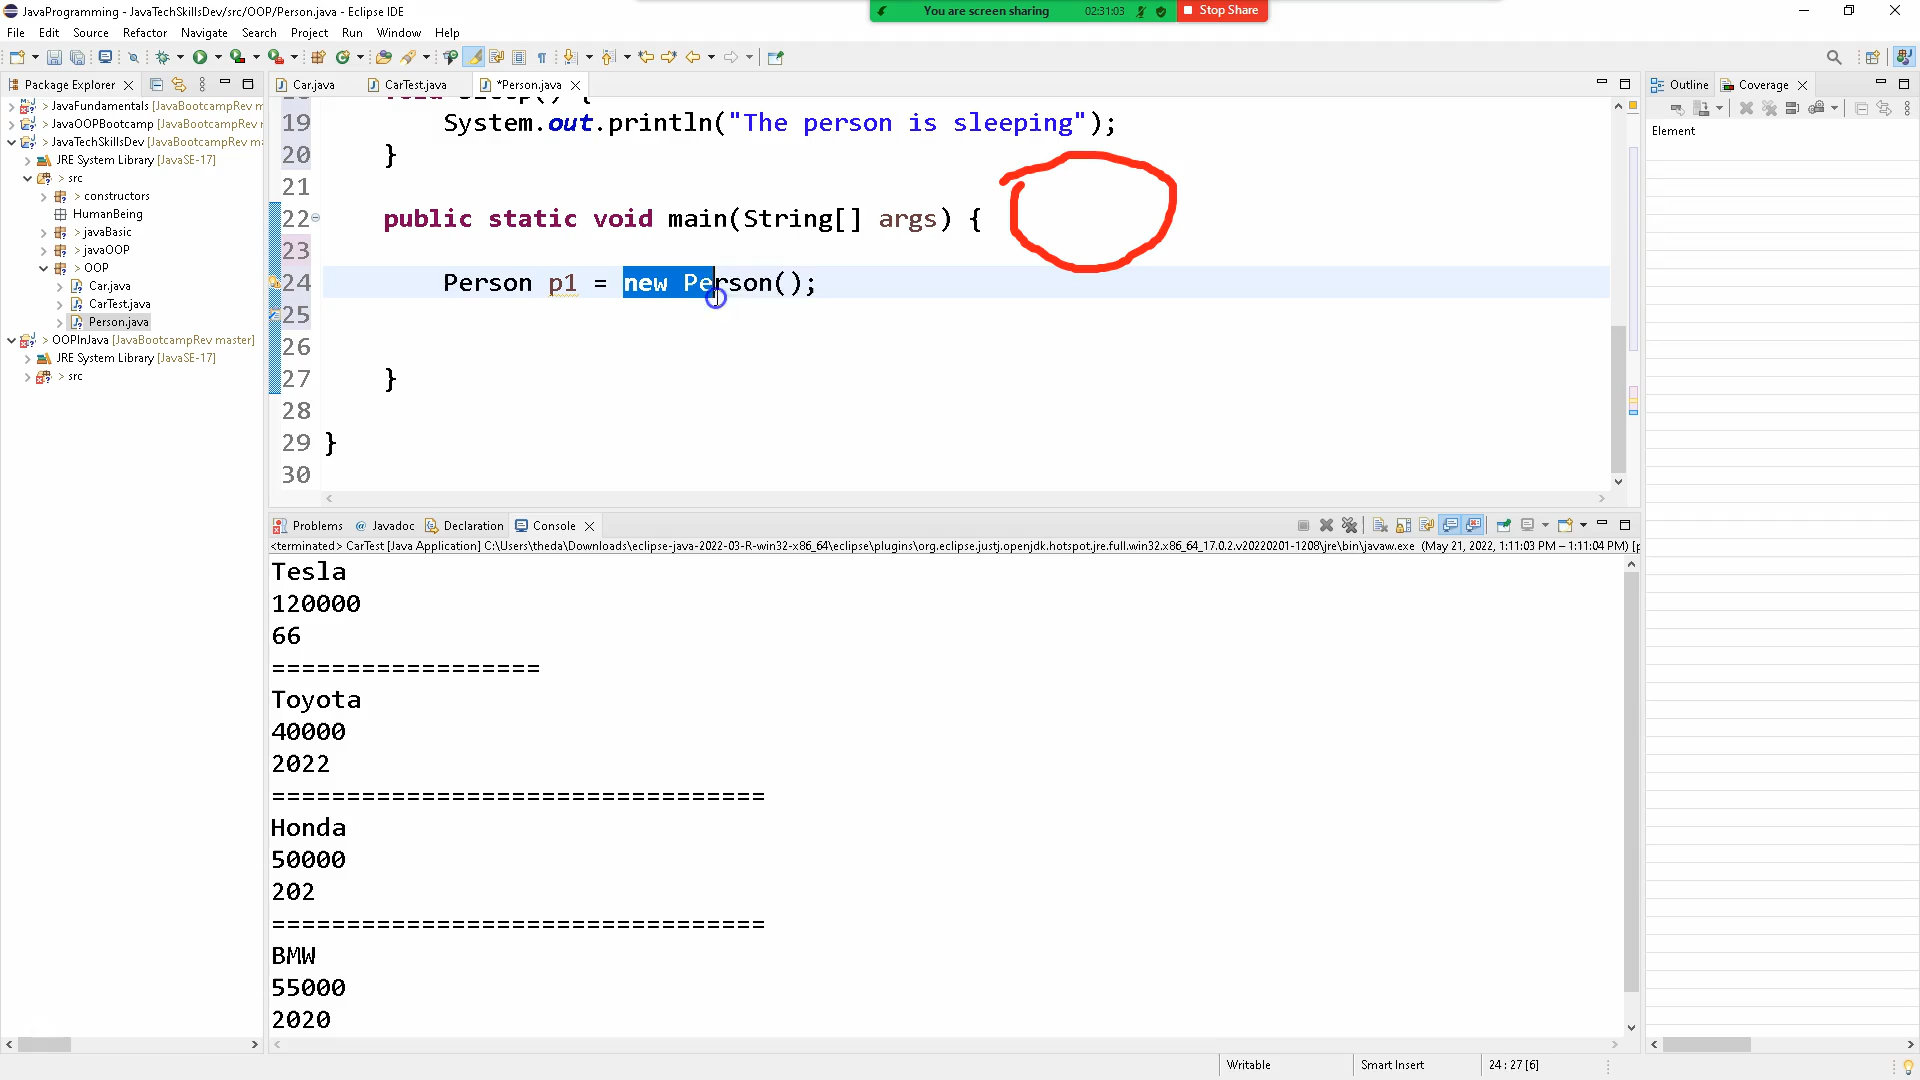 JavaProgramming - JavaTechSkillsDev/src/OOP/Person.java - Eclipse IDE
You are screen sharing 02:31:03 Stop Share
File Edit Source Refactor Navigate Search Project Run Window Help
Package Explorer
Car.java CarTest.java *Person.java
Outline Coverage
> JavaFundamentals [JavaBootcampRev m
> JavaOOPBootcamp [JavaBootcampRev r
> JavaTechSkillsDev [JavaBootcampRev ma
JRE System Library [JavaSE-17]
> src
> constructors
HumanBeing
> javaBasic
> javaOOP
> OOP
Car.java
CarTest.java
Person.java
> OOPInJava [JavaBootcampRev master]
JRE System Library [JavaSE-17]
> src
19 System.out.println("The person is sleeping");
20 }
21
22 public static void main(String[] args) {
23
24 Person p1 = new Person();
25
26
27 }
28
29 }
30
Element
Problems Javadoc Declaration Console
<terminated> CarTest [Java Application] C:\Users\theda\Downloads\eclipse-java-2022-03-R-win32-x86_64\eclipse\plugins\org.eclipse.justj.openjdk.hotspot.jre.full.win32.x86_64_17.0.2.v20220201-1208\jre\bin\javaw.exe (May 21, 2022, 1:11:03 PM – 1:11:04 PM) [p
Tesla
120000
66
==================
Toyota
40000
2022
=================================
Honda
50000
202
=================================
BMW
55000
2020
Writable Smart Insert 24 : 27 [6]